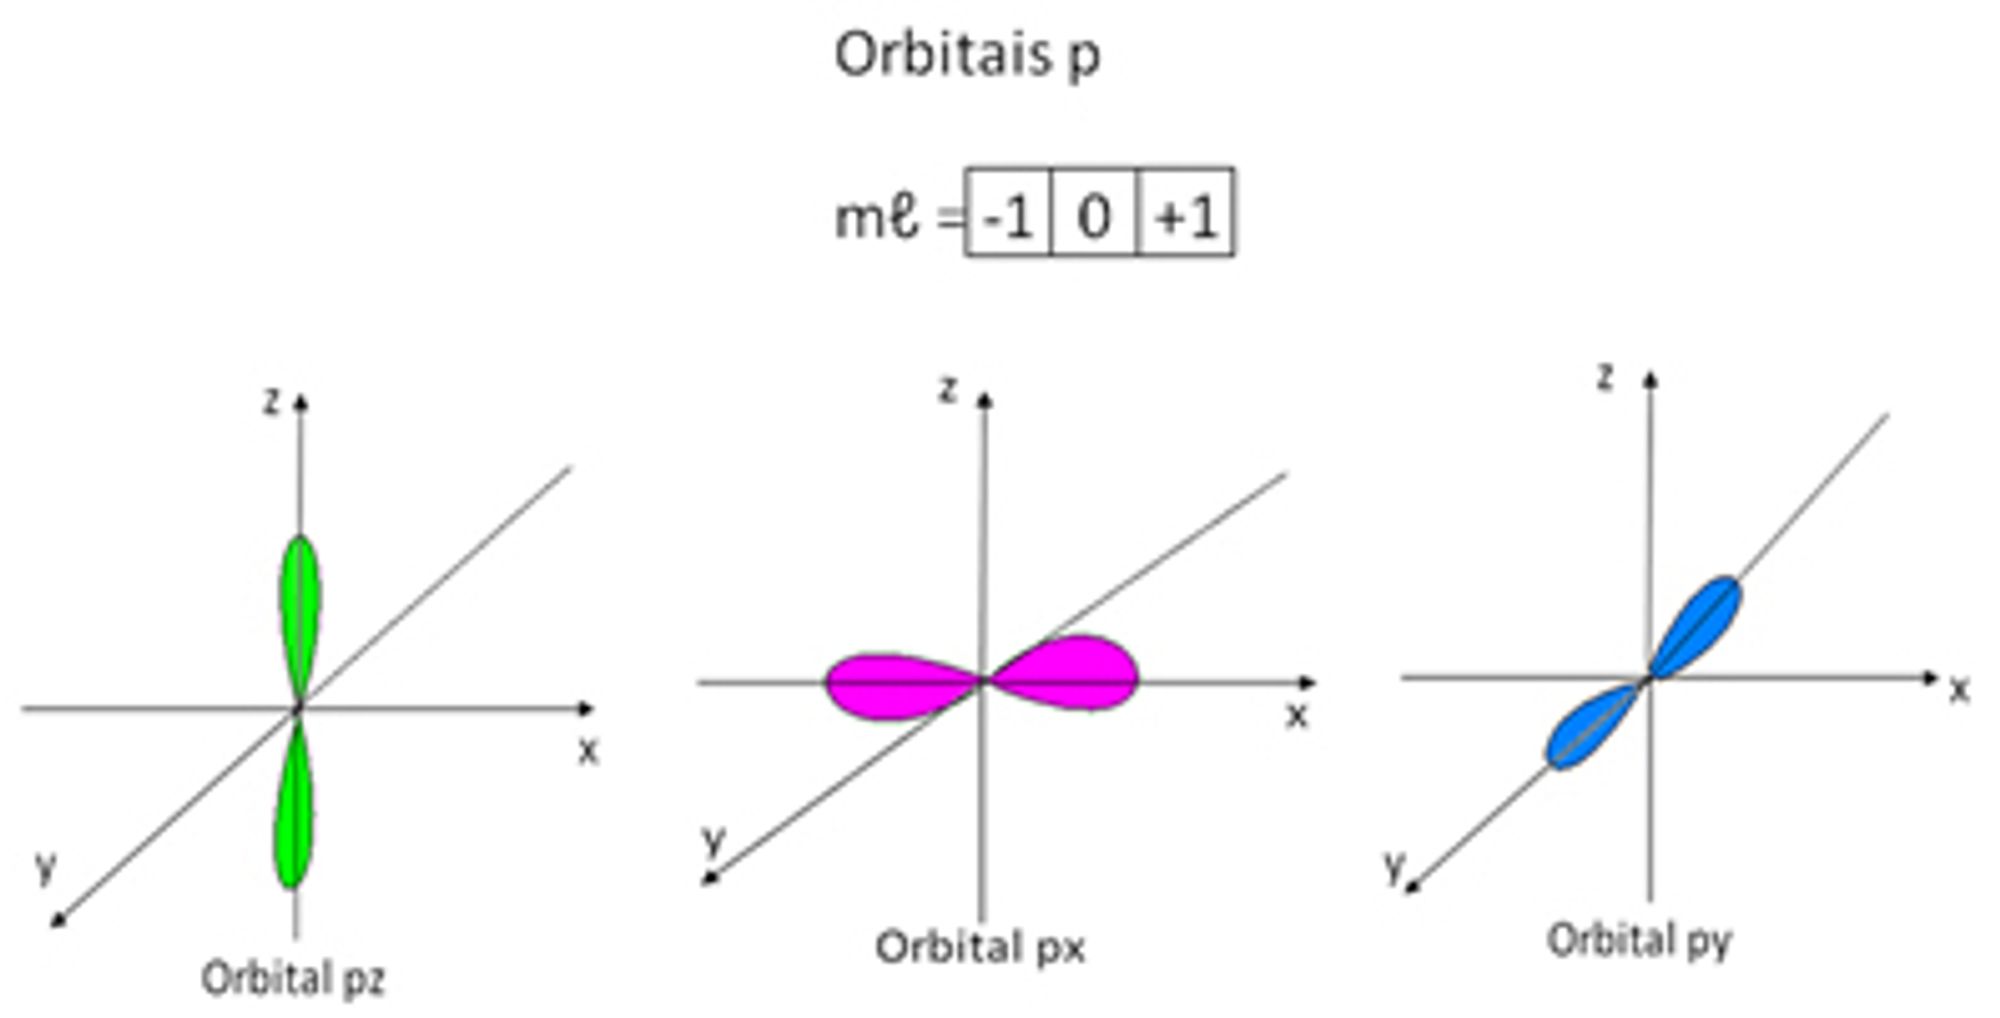 Orbitais p
mℓ = -1 0 +1
z
x
y
Orbital pz
z
x
y
Orbital px
z
x
y
Orbital py